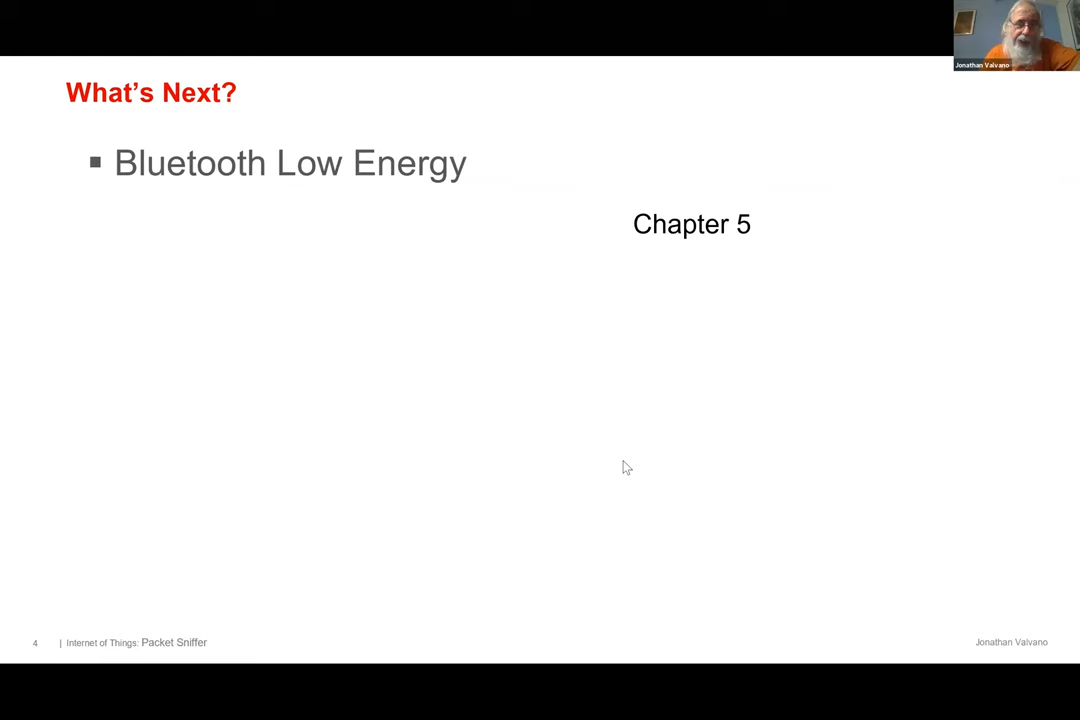 Jonathan Valvano
What's Next?
▪ Bluetooth Low Energy
Chapter 5
4 | Internet of Things: Packet Sniffer
Jonathan Valvano